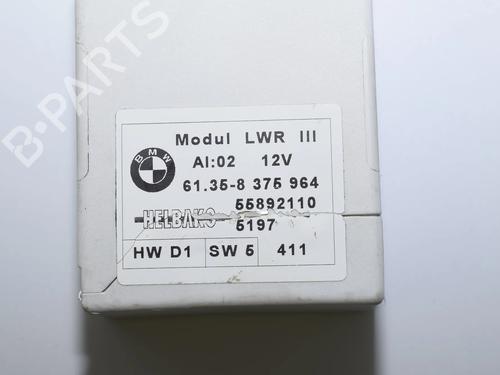 B-PARTS
BMW
Modul LWR III
AI:02 12V
61.35-8 375 964
55892110
HELBAKO 5197
HW D1 SW 5 411